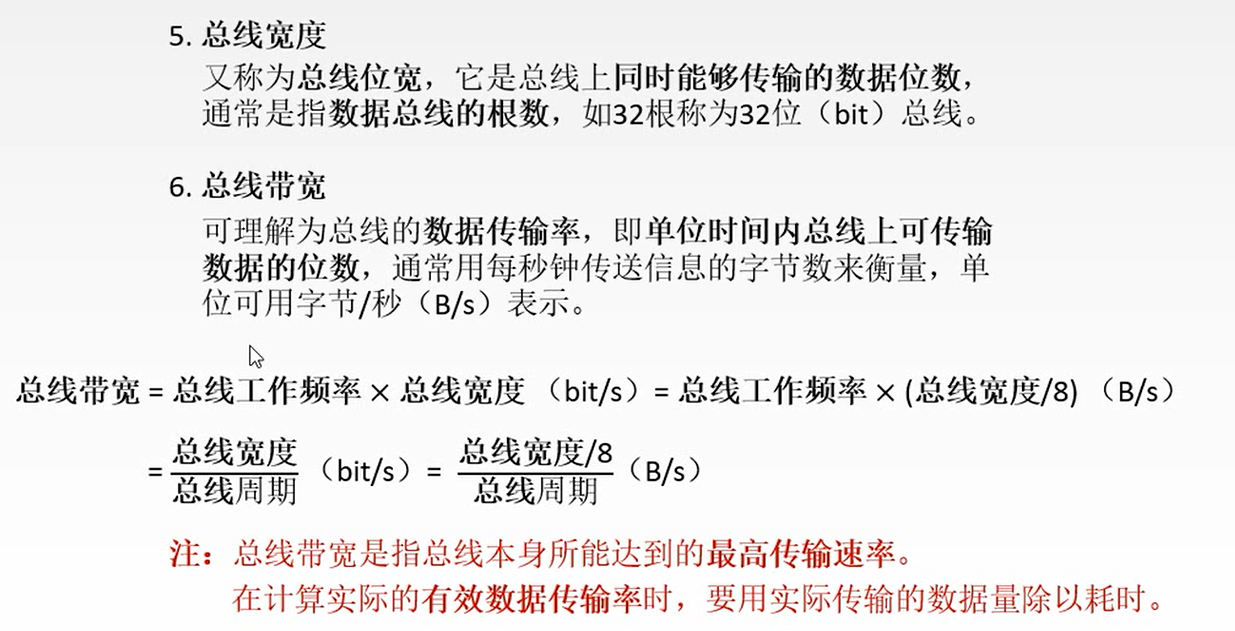 5. 总线宽度
又称为总线位宽，它是总线上同时能够传输的数据位数，
通常是指数据总线的根数，如32根称为32位（bit）总线。
6. 总线带宽
可理解为总线的数据传输率，即单位时间内总线上可传输
数据的位数，通常用每秒钟传送信息的字节数来衡量，单
位可用字节/秒（B/s）表示。
总线带宽 = 总线工作频率 × 总线宽度 （bit/s）= 总线工作频率 × (总线宽度/8) （B/s）
= 总线宽度/总线周期 （bit/s）= 总线宽度/8/总线周期（B/s）
注：总线带宽是指总线本身所能达到的最高传输速率。
在计算实际的有效数据传输率时，要用实际传输的数据量除以耗时。